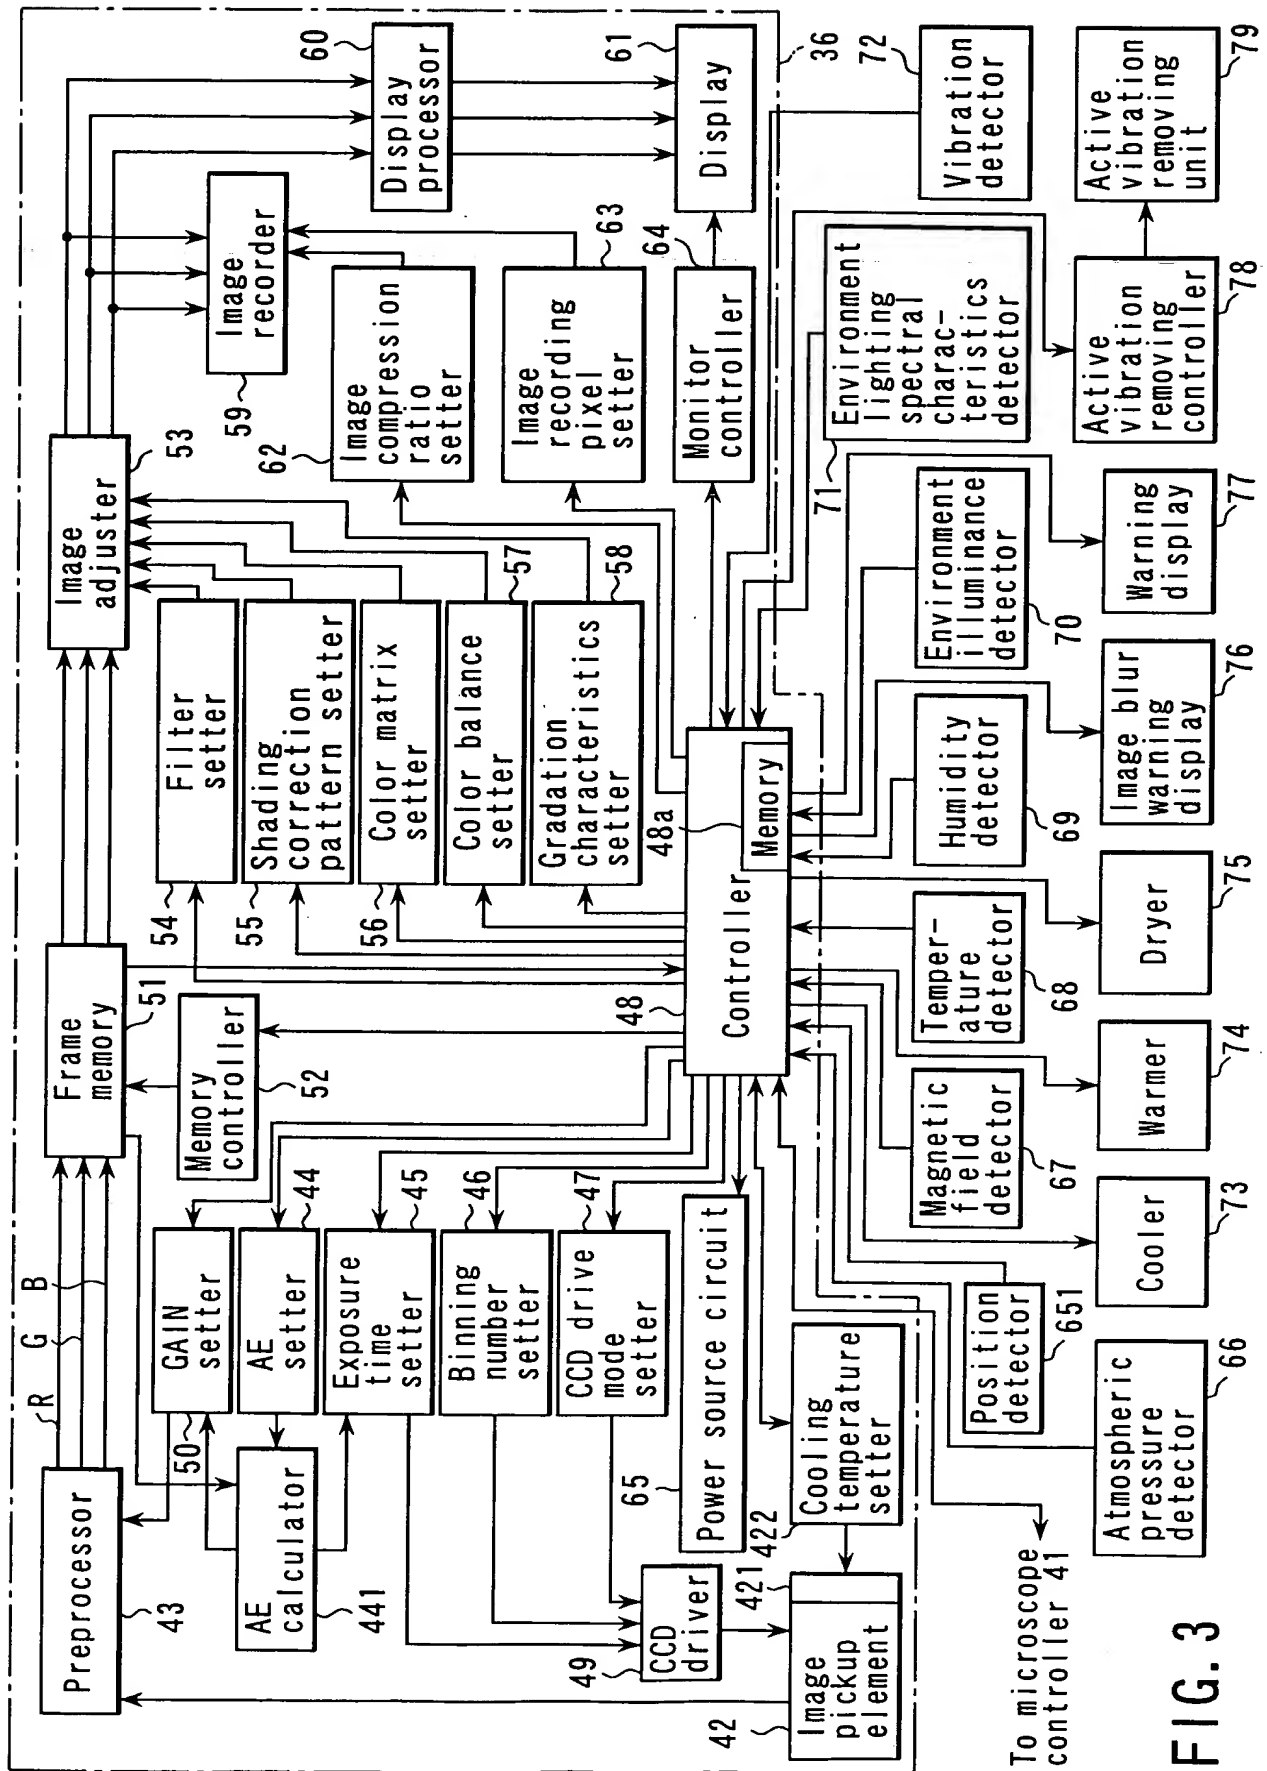 R
G
B
Preprocessor
43
Frame
memory
51
Image
adjuster
53
60
Display
processor
61
Display
36
GAIN
setter
50
AE
setter
44
AE
calculator
441
Memory
controller
52
Exposure
time
setter
45
Binning
number
setter
46
CCD drive
mode
setter
47
Power source circuit
65
CCD
driver
49
Image
pickup
element
42
421
Cooling
temperature
setter
422
Filter
setter
54
Shading
correction
pattern setter
55
Color matrix
setter
56
Color balance
setter
57
Gradation
characteristics
setter
58
Image
recorder
59
Image
compression
ratio
setter
62
Image
recording
pixel
setter
63
Monitor
controller
64
Controller
48
Memory
48a
To microscope
controller 41
Atmospheric
pressure
detector
66
Position
detector
651
Magnetic
field
detector
67
Temper-
ature
detector
68
Humidity
detector
69
Environment
illuminance
detector
70
Environment
lighting
spectral
charac-
teristics
detector
71
Vibration
detector
72
Cooler
73
Warmer
74
Dryer
75
Image blur
warning
display
76
Warning
display
77
Active
vibration
removing
controller
78
Active
vibration
removing
unit
79
FIG. 3